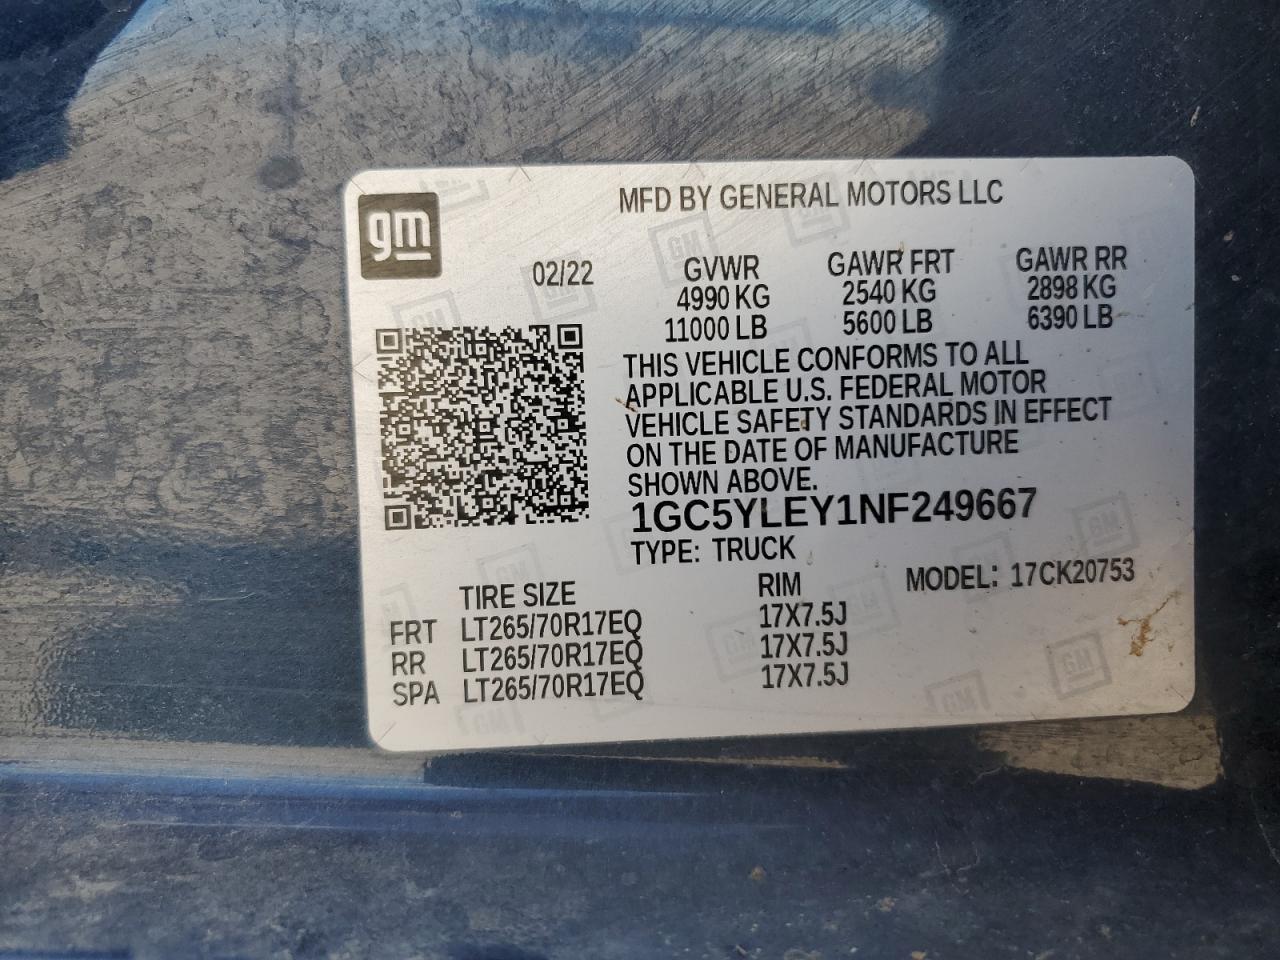 gm
MFD BY GENERAL MOTORS LLC
02/22 GVWR GAWR FRT GAWR RR
4990 KG 2540 KG 2898 KG
11000 LB 5600 LB 6390 LB
THIS VEHICLE CONFORMS TO ALL
APPLICABLE U.S. FEDERAL MOTOR
VEHICLE SAFETY STANDARDS IN EFFECT
ON THE DATE OF MANUFACTURE
SHOWN ABOVE.
1GC5YLEY1NF249667
TYPE: TRUCK
TIRE SIZE RIM MODEL: 17CK20753
FRT LT265/70R17EQ 17X7.5J
RR LT265/70R17EQ 17X7.5J
SPA LT265/70R17EQ 17X7.5J